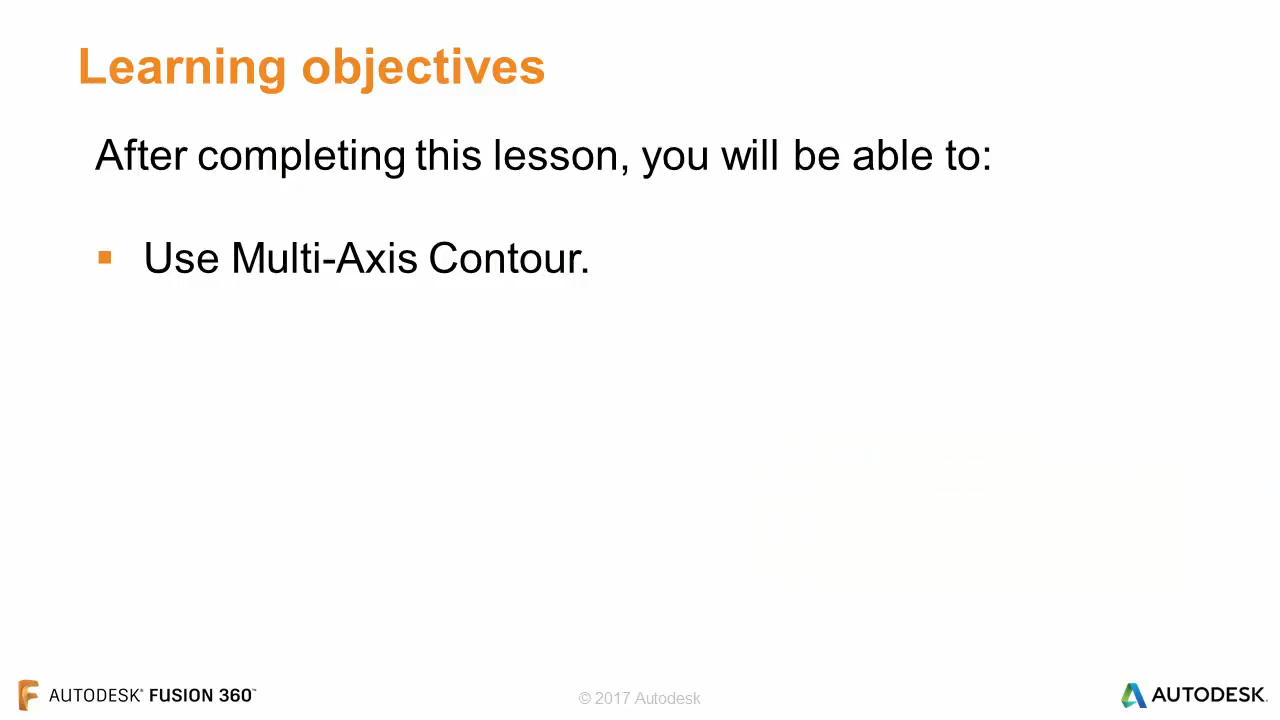 Learning objectives
After completing this lesson, you will be able to:
▪ Use Multi-Axis Contour.
AUTODESK® FUSION 360™
© 2017 Autodesk
AUTODESK.